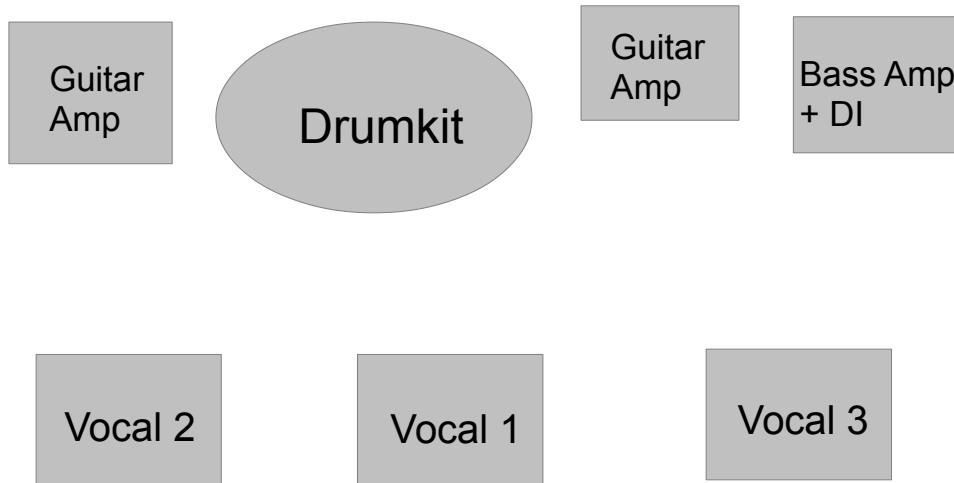 Guitar
Amp
Drumkit
Guitar
Amp
Bass Amp
+ DI
Vocal 2
Vocal 1
Vocal 3